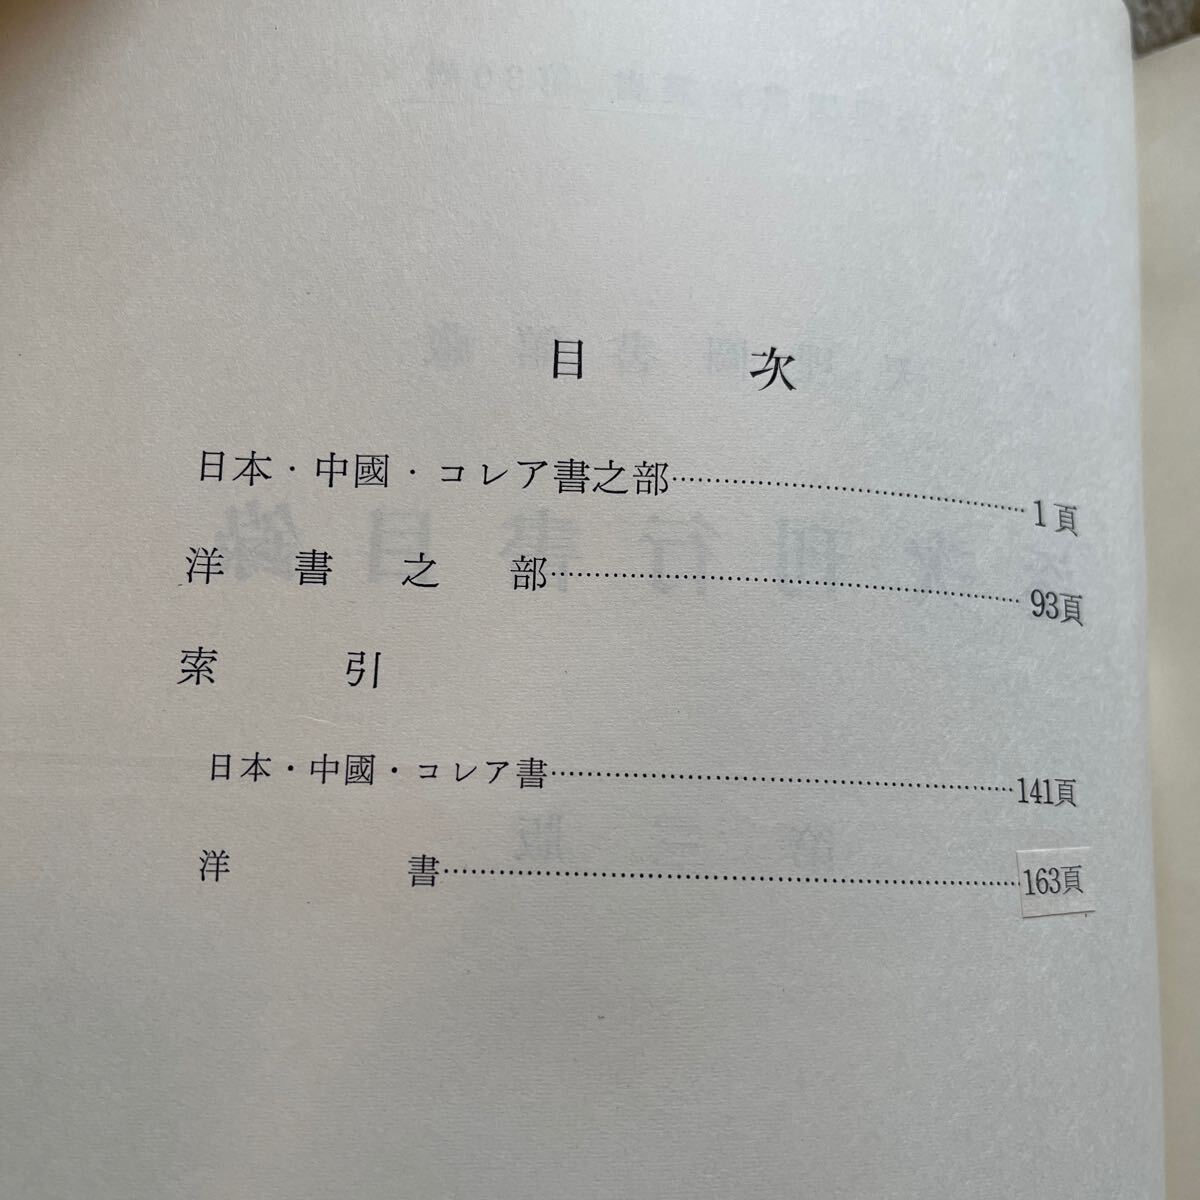 目次
日本・中國・コレア書之部……1頁
洋書之部……93頁
索引
日本・中國・コレア書……141頁
洋書……163頁